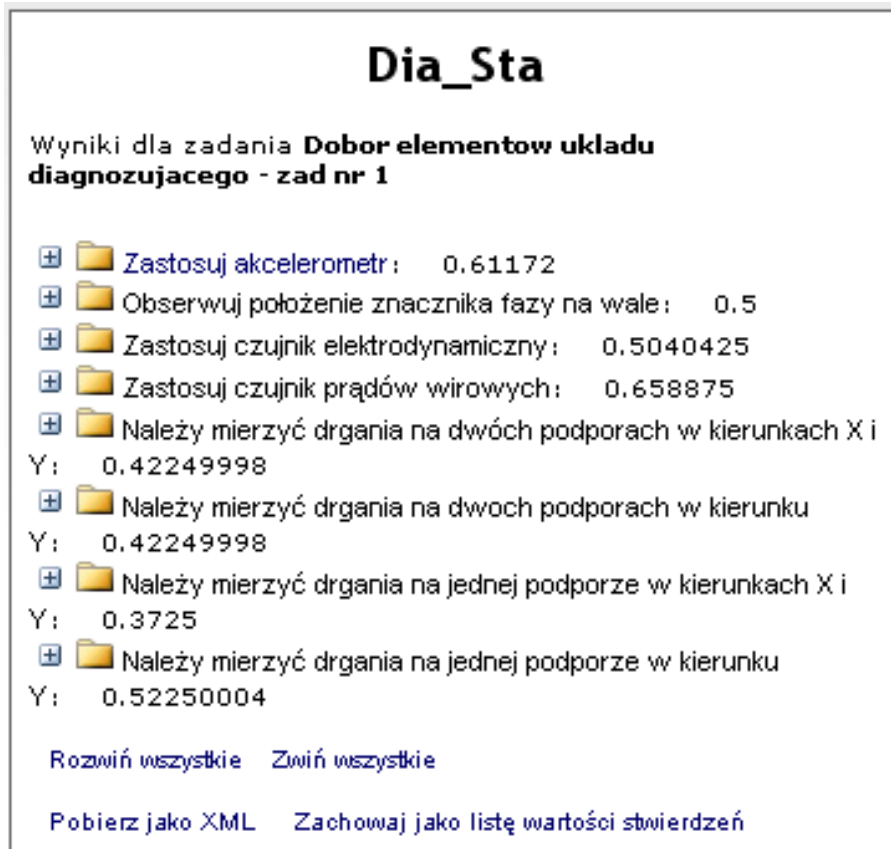 Dia_Sta
Wyniki dla zadania Dobor elementow ukladu
diagnozujacego - zad nr 1
Zastosuj akcelerometr: 0.61172
Obserwuj położenie znacznika fazy na wale: 0.5
Zastosuj czujnik elektrodynamiczny: 0.5040425
Zastosuj czujnik prądów wirowych: 0.658875
Należy mierzyć drgania na dwóch podporach w kierunkach X i
Y: 0.42249998
Należy mierzyć drgania na dwoch podporach w kierunku
Y: 0.42249998
Należy mierzyć drgania na jednej podporze w kierunkach X i
Y: 0.3725
Należy mierzyć drgania na jednej podporze w kierunku
Y: 0.52250004
Rozwiń wszystkie Zwiń wszystkie
Pobierz jako XML Zachowaj jako listę wartości stwierdzeń